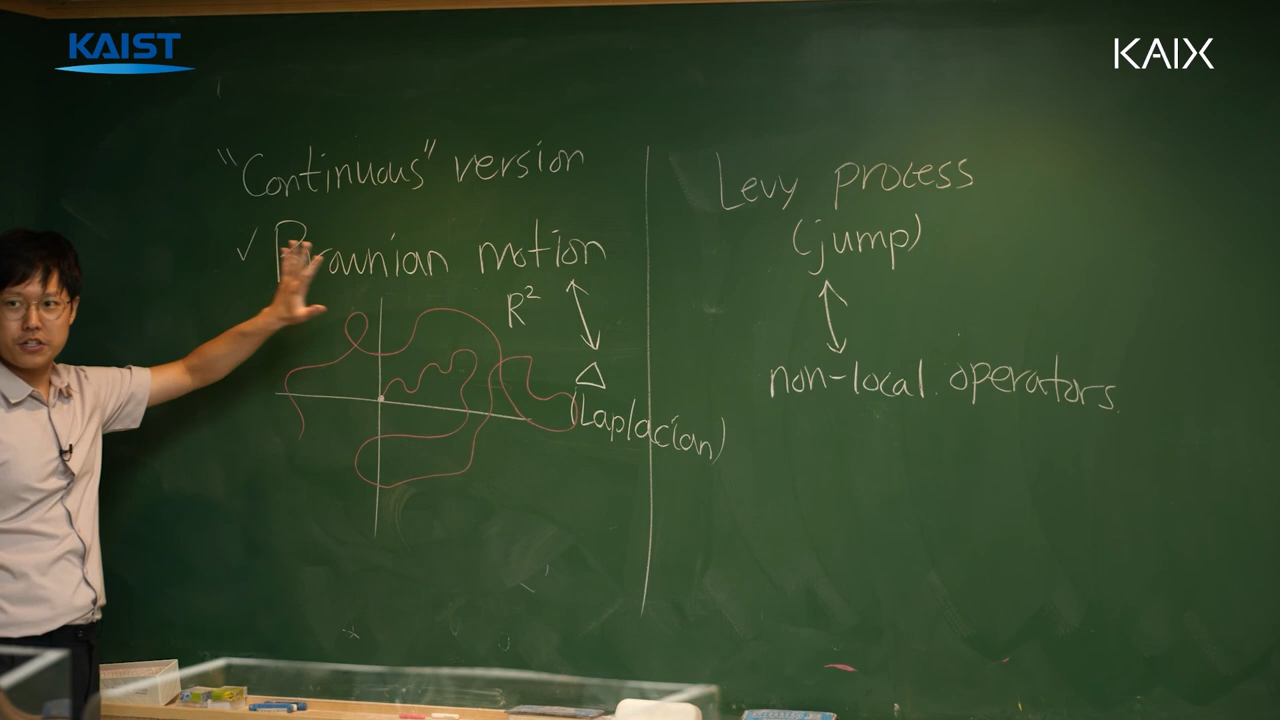 KAIST
KAIX
"Continuous" version
✓ Brownian motion
R²
△
(Laplacian)
Levy process
(jump)
non-local operators.